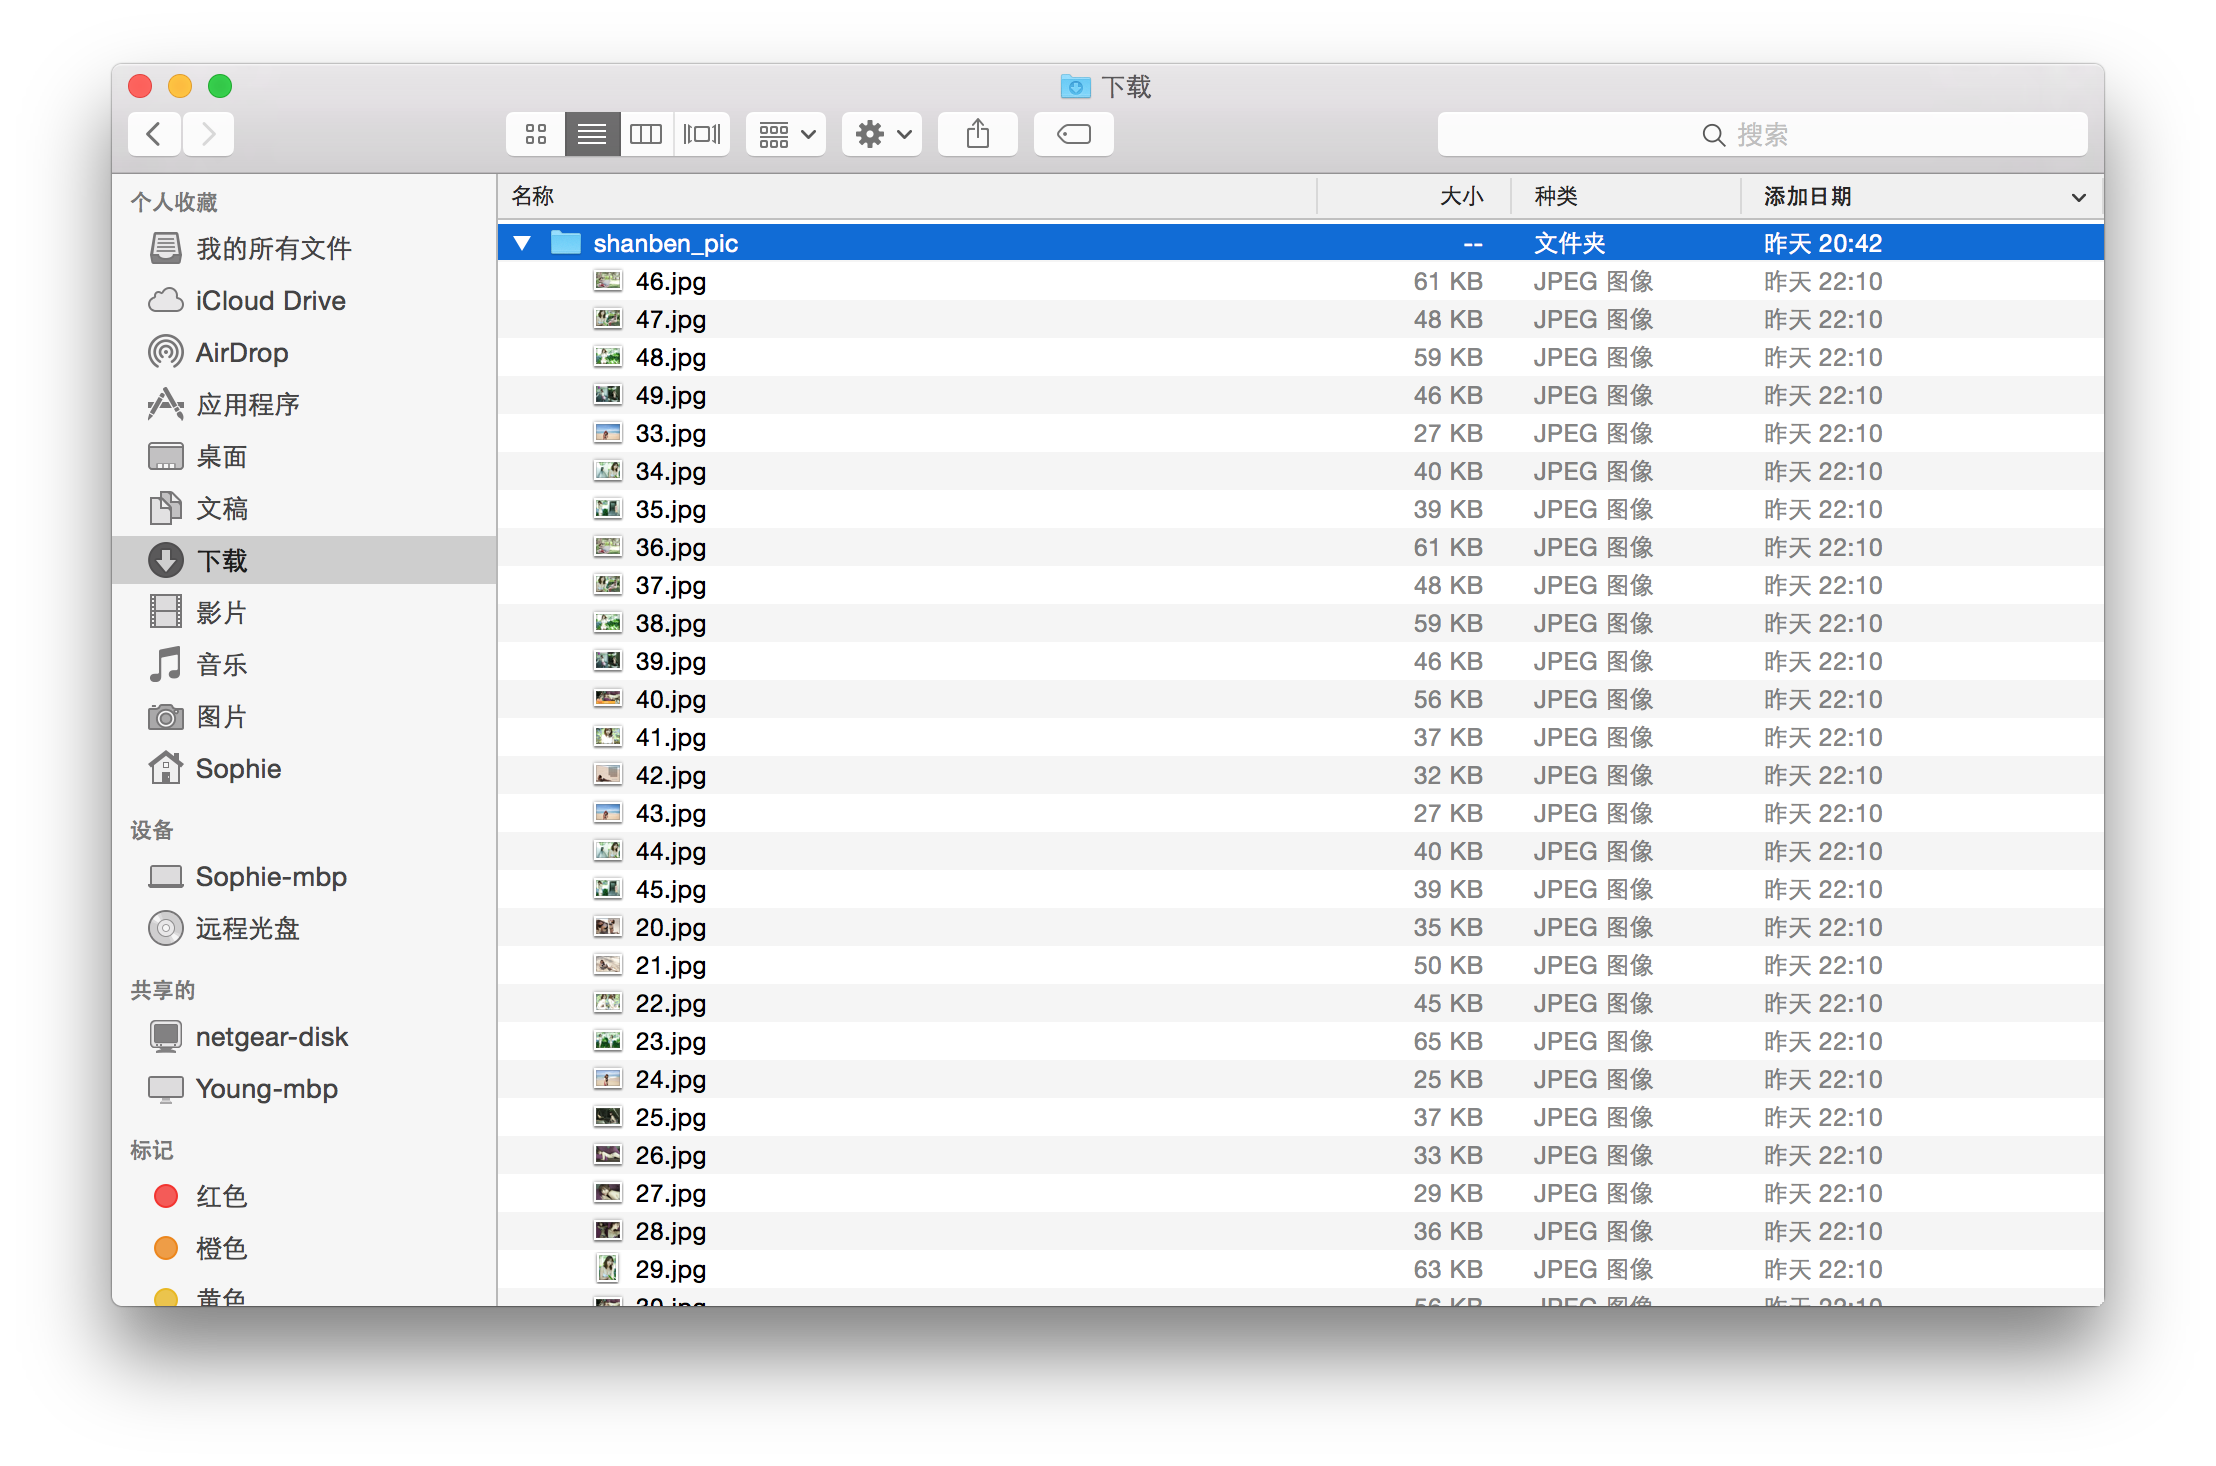 下载
搜索
个人收藏
我的所有文件
iCloud Drive
AirDrop
应用程序
桌面
文稿
下载
影片
音乐
图片
Sophie
设备
Sophie-mbp
远程光盘
共享的
netgear-disk
Young-mbp
标记
红色
橙色
黄色
名称 大小 种类 添加日期
shanben_pic -- 文件夹 昨天 20:42
46.jpg 61 KB JPEG 图像 昨天 22:10
47.jpg 48 KB JPEG 图像 昨天 22:10
48.jpg 59 KB JPEG 图像 昨天 22:10
49.jpg 46 KB JPEG 图像 昨天 22:10
33.jpg 27 KB JPEG 图像 昨天 22:10
34.jpg 40 KB JPEG 图像 昨天 22:10
35.jpg 39 KB JPEG 图像 昨天 22:10
36.jpg 61 KB JPEG 图像 昨天 22:10
37.jpg 48 KB JPEG 图像 昨天 22:10
38.jpg 59 KB JPEG 图像 昨天 22:10
39.jpg 46 KB JPEG 图像 昨天 22:10
40.jpg 56 KB JPEG 图像 昨天 22:10
41.jpg 37 KB JPEG 图像 昨天 22:10
42.jpg 32 KB JPEG 图像 昨天 22:10
43.jpg 27 KB JPEG 图像 昨天 22:10
44.jpg 40 KB JPEG 图像 昨天 22:10
45.jpg 39 KB JPEG 图像 昨天 22:10
20.jpg 35 KB JPEG 图像 昨天 22:10
21.jpg 50 KB JPEG 图像 昨天 22:10
22.jpg 45 KB JPEG 图像 昨天 22:10
23.jpg 65 KB JPEG 图像 昨天 22:10
24.jpg 25 KB JPEG 图像 昨天 22:10
25.jpg 37 KB JPEG 图像 昨天 22:10
26.jpg 33 KB JPEG 图像 昨天 22:10
27.jpg 29 KB JPEG 图像 昨天 22:10
28.jpg 36 KB JPEG 图像 昨天 22:10
29.jpg 63 KB JPEG 图像 昨天 22:10
30.jpg 56 KB JPEG 图像 昨天 22:10